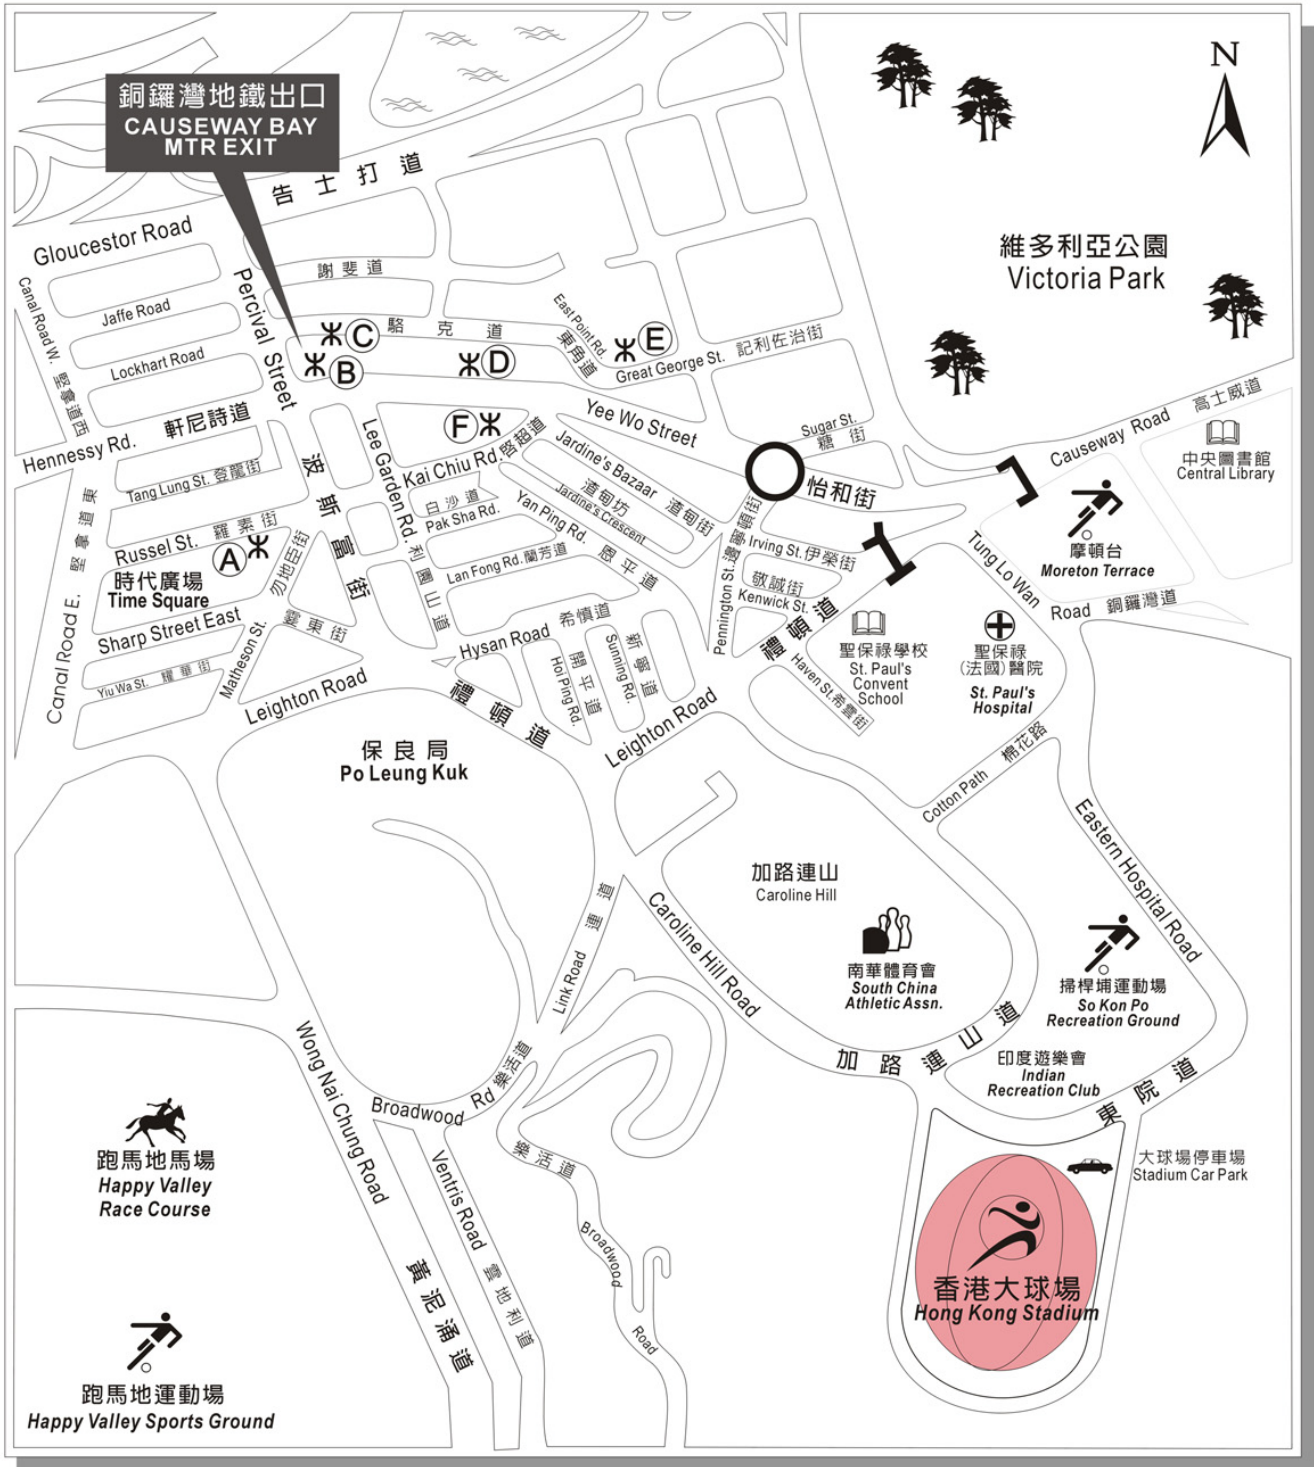 銅鑼灣地鐵出口
CAUSEWAY BAY
MTR EXIT
N
告士打道
Gloucestor Road
維多利亞公園
Victoria Park
謝斐道
Canal Road W.
堅拿道西
Jaffe Road
Percival Street
Lockhart Road
駱克道
C
B
D
E
East Point Rd.
東角道
Great George St. 記利佐治街
Hennessy Rd. 軒尼詩道
F
Yee Wo Street
Sugar St.
糖街
Causeway Road 高士威道
中央圖書館
Central Library
Tang Lung St. 登龍街
波斯富街
Lee Garden Rd.
利園山道
Kai Chiu Rd.
啓超道
Jardine's Bazaar 渣甸街
渣甸坊
Jardine's Crescent
怡和街
白沙道
Pak Sha Rd.
Yan Ping Rd. 恩平道
Russel St. 羅素街
A
堅拿道東
Canal Road E.
時代廣場
Time Square
勿地臣街
Matheson St.
Lan Fong Rd. 蘭芳道
Pennington St. 邊寧頓街
Irving St. 伊榮街
敬誠街
Kenwick St.
Tung Lo Wan
Road 銅鑼灣道
摩頓台
Moreton Terrace
Sharp Street East
霎東街
Yiu Wa St. 耀華街
Leighton Road
Hysan Road 希慎道
Hoi Ping Rd.
開平道
Sunning Rd.
新寧道
禮頓道
Leighton Road
禮頓道
Haven St. 希雲街
聖保祿學校
St. Paul's
Convent
School
聖保祿
(法國)醫院
St. Paul's
Hospital
保良局
Po Leung Kuk
Cotton Path 棉花路
Eastern Hospital Road
加路連山
Caroline Hill
Caroline Hill Road
南華體育會
South China
Athletic Assn.
掃桿埔運動場
So Kon Po
Recreation Ground
Link Road 連道
加路連山道
印度遊樂會
Indian
Recreation Club
東院道
Wong Nai Chung Road
Broadwood Rd 樂活道
樂活道
Broadwood
Road
Ventris Road 雲地利道
黃泥涌道
跑馬地馬場
Happy Valley
Race Course
大球場停車場
Stadium Car Park
香港大球場
Hong Kong Stadium
跑馬地運動場
Happy Valley Sports Ground